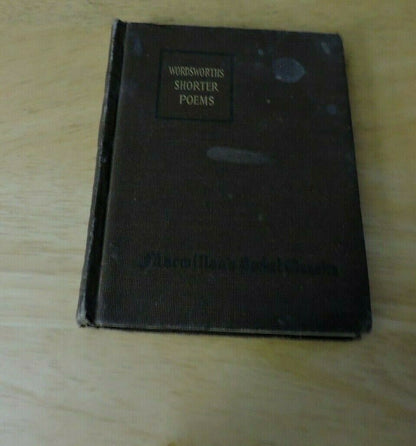 WORDSWORTHS
SHORTER
POEMS
Macmillan's Pocket Classics